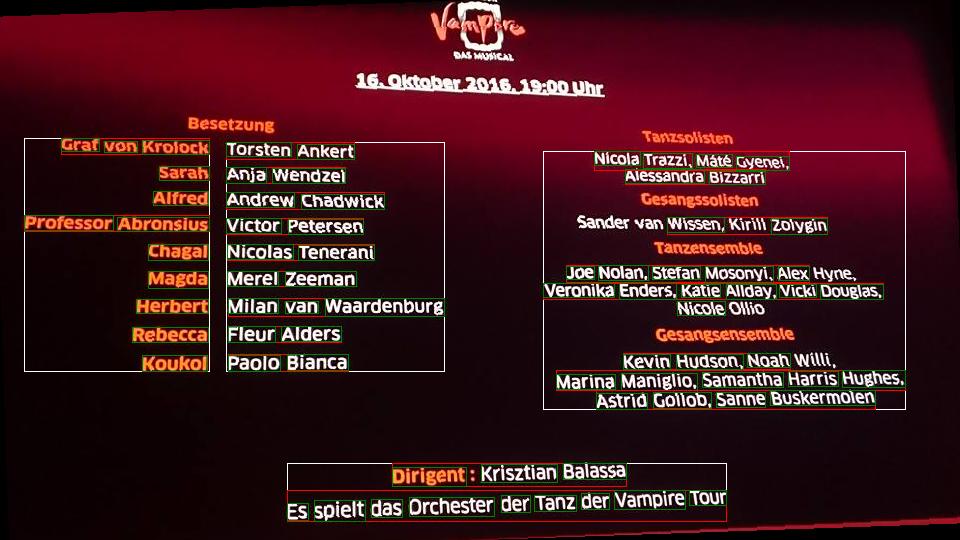 Vampire
DAS MUSICAL
16. Oktober 2016, 19:00 Uhr
Besetzung
Graf von Krolock Torsten Ankert
Sarah Anja Wendzel
Alfred Andrew Chadwick
Professor Abronsius Victor Petersen
Chagal Nicolas Tenerani
Magda Merel Zeeman
Herbert Milan van Waardenburg
Rebecca Fleur Alders
Koukol Paolo Bianca
Tanzsolisten
Nicola Trazzi, Máté Gyenei,
Alessandra Bizzarri
Gesangssolisten
Sander van Wissen, Kirill Zolygin
Tanzensemble
Joe Nolan, Stefan Mosonyi, Alex Hyne,
Veronika Enders, Katie Allday, Vicki Douglas,
Nicole Ollio
Gesangsensemble
Kevin Hudson, Noah Willi,
Marina Maniglio, Samantha Harris Hughes,
Astrid Gollob, Sanne Buskermolen
Dirigent : Krisztian Balassa
Es spielt das Orchester der Tanz der Vampire Tour